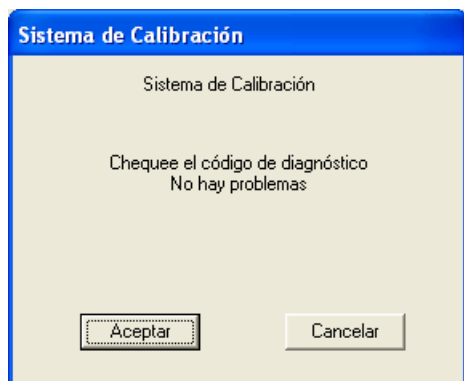 Sistema de Calibración
Sistema de Calibración
Chequee el código de diagnóstico
No hay problemas
Aceptar
Cancelar